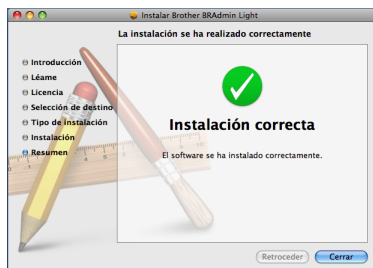 Instalar Brother BRAdmin Light
La instalación se ha realizado correctamente
Introducción
Léame
Licencia
Selección de destino
Tipo de instalación
Instalación
Resumen
Instalación correcta
El software se ha instalado correctamente.
Retroceder
Cerrar